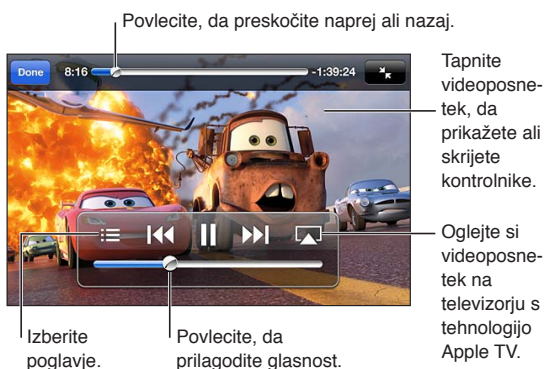 Povlecite, da preskočite naprej ali nazaj.
Done
8:16
-1:39:24
Tapnite
videoposne-
tek, da
prikažete ali
skrijete
kontrolnike.
Oglejte si
videoposne-
tek na
televizorju s
tehnologijo
Apple TV.
Izberite
poglavje.
Povlecite, da
prilagodite glasnost.